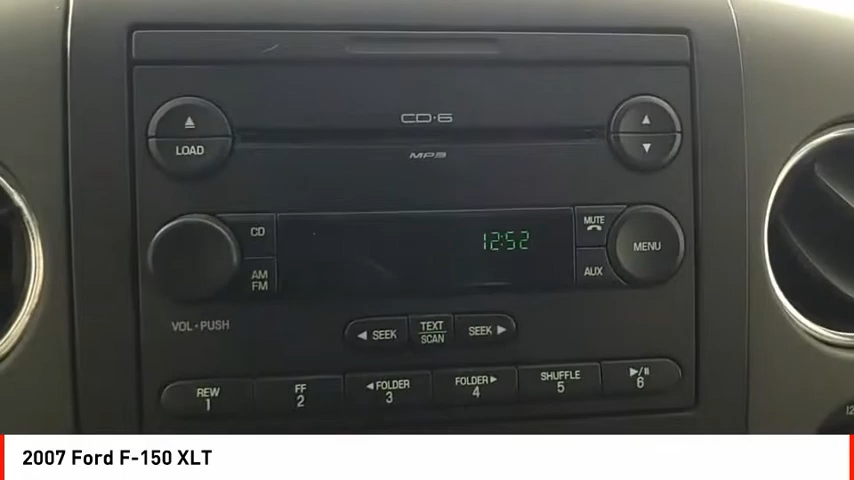 CD·6
LOAD
MP3
CD
12:52
MUTE
MENU
AM
FM
AUX
VOL·PUSH
SEEK
TEXT
SCAN
SEEK
REW
1
FF
2
FOLDER
3
FOLDER
4
SHUFFLE
5
6
2007 Ford F-150 XLT